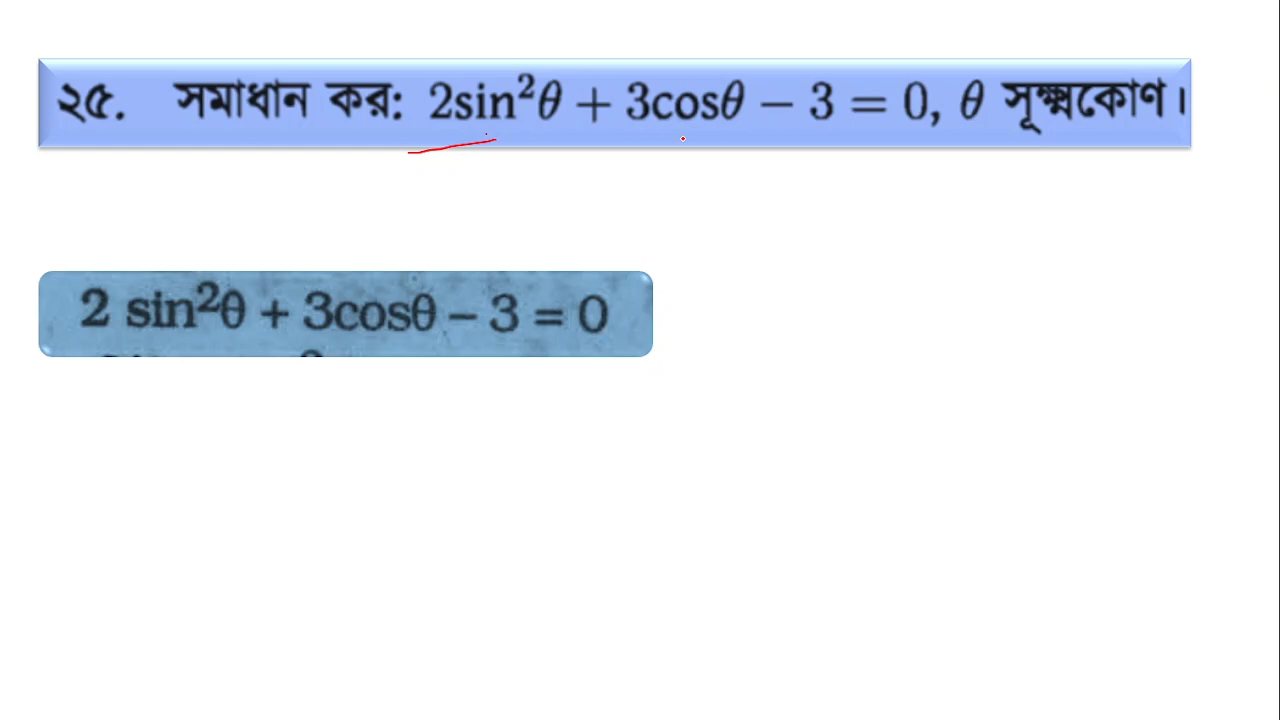 ২৫. সমাধান কর: 2sin²θ + 3cosθ − 3 = 0, θ সূক্ষ্মকোণ।
2 sin²θ + 3cosθ − 3 = 0